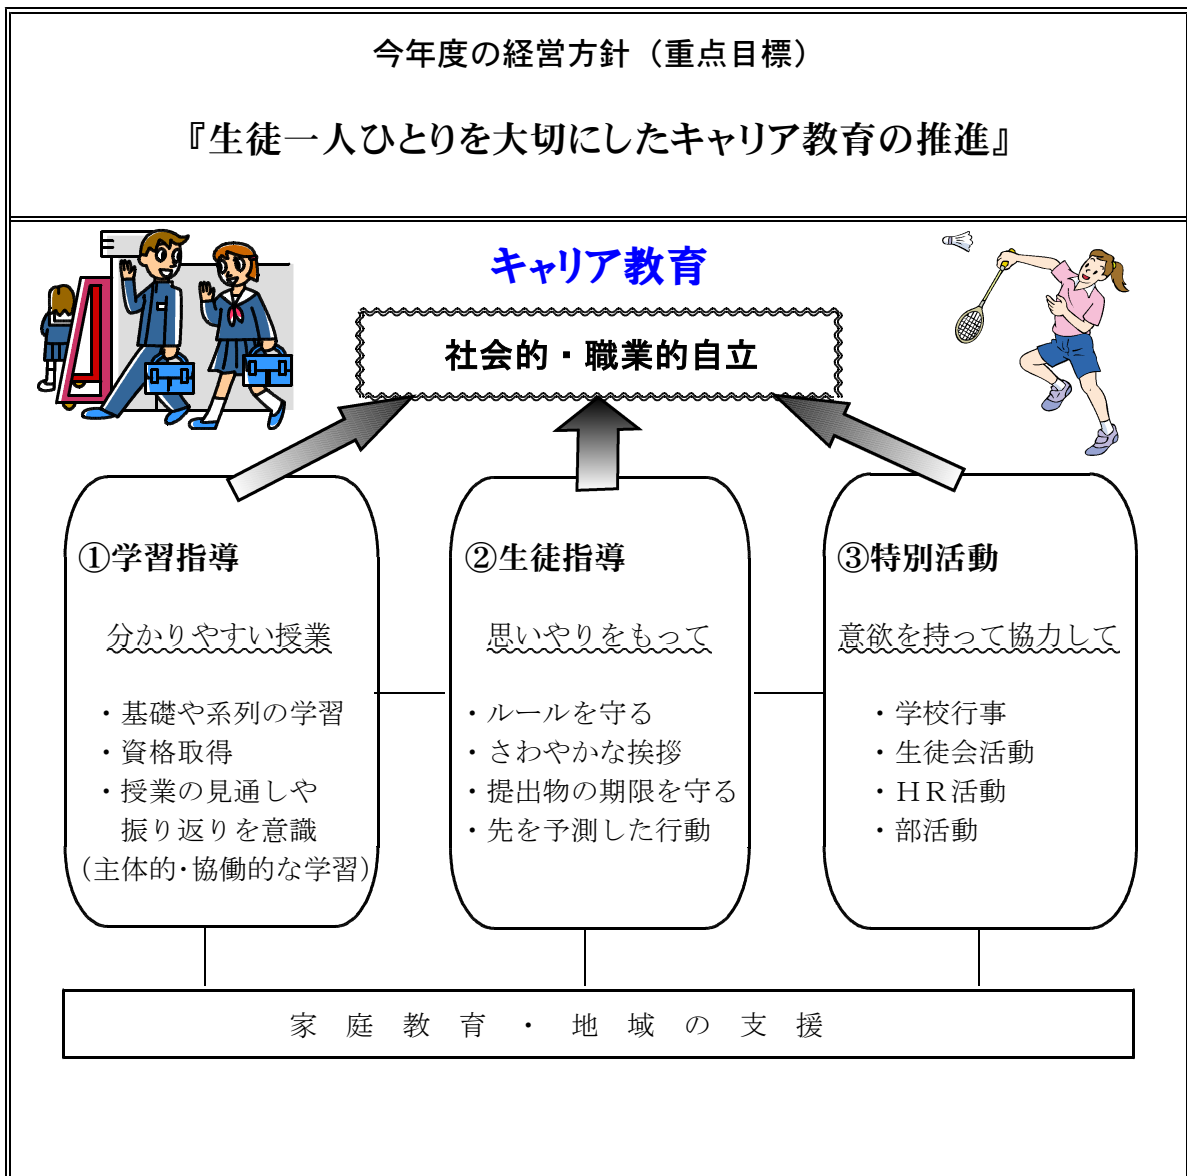 今年度の経営方針（重点目標）
『生徒一人ひとりを大切にしたキャリア教育の推進』
キャリア教育
社会的・職業的自立
①学習指導
分かりやすい授業
・基礎や系列の学習
・資格取得
・授業の見通しや
振り返りを意識
（主体的・協働的な学習）
②生徒指導
思いやりをもって
・ルールを守る
・さわやかな挨拶
・提出物の期限を守る
・先を予測した行動
③特別活動
意欲を持って協力して
・学校行事
・生徒会活動
・ＨＲ活動
・部活動
家庭教育・地域の支援